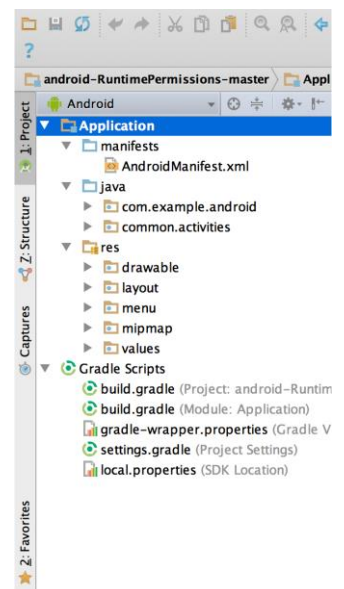 ?
android-RuntimePermissions-master Appl
Android
Application
manifests
AndroidManifest.xml
java
com.example.android
common.activities
res
drawable
layout
menu
mipmap
values
Gradle Scripts
build.gradle (Project: android-Runtim
build.gradle (Module: Application)
gradle-wrapper.properties (Gradle V
settings.gradle (Project Settings)
local.properties (SDK Location)
1: Project
Z: Structure
Captures
2: Favorites